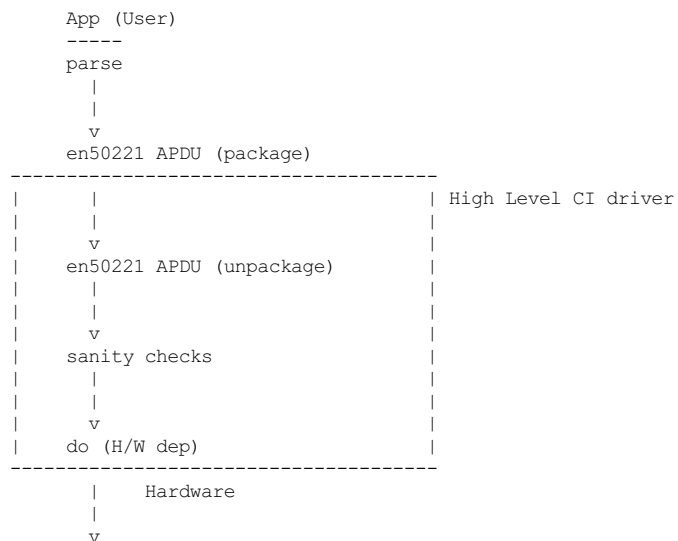 App (User)
-----
parse
|
|
v
en50221 APDU (package)
--------------------------------------
| | | High Level CI driver
| | |
| v |
| en50221 APDU (unpackage) |
| | |
| | |
| v |
| sanity checks |
| | |
| | |
| v |
| do (H/W dep) |
--------------------------------------
| Hardware
|
v